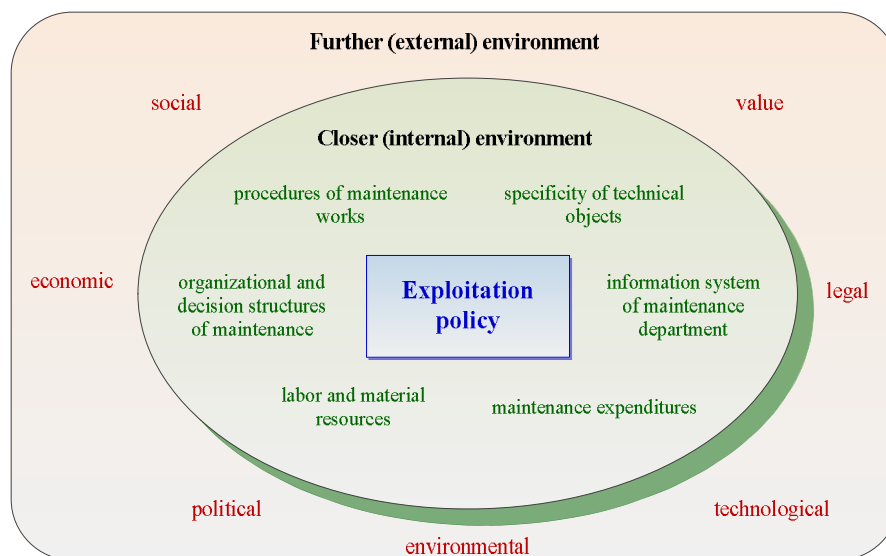 Further (external) environment
social
value
Closer (internal) environment
procedures of maintenance
works
specificity of technical
objects
economic
organizational and
decision structures
of maintenance
Exploitation
policy
information system
of maintenance
department
legal
labor and material
resources
maintenance expenditures
political
technological
environmental